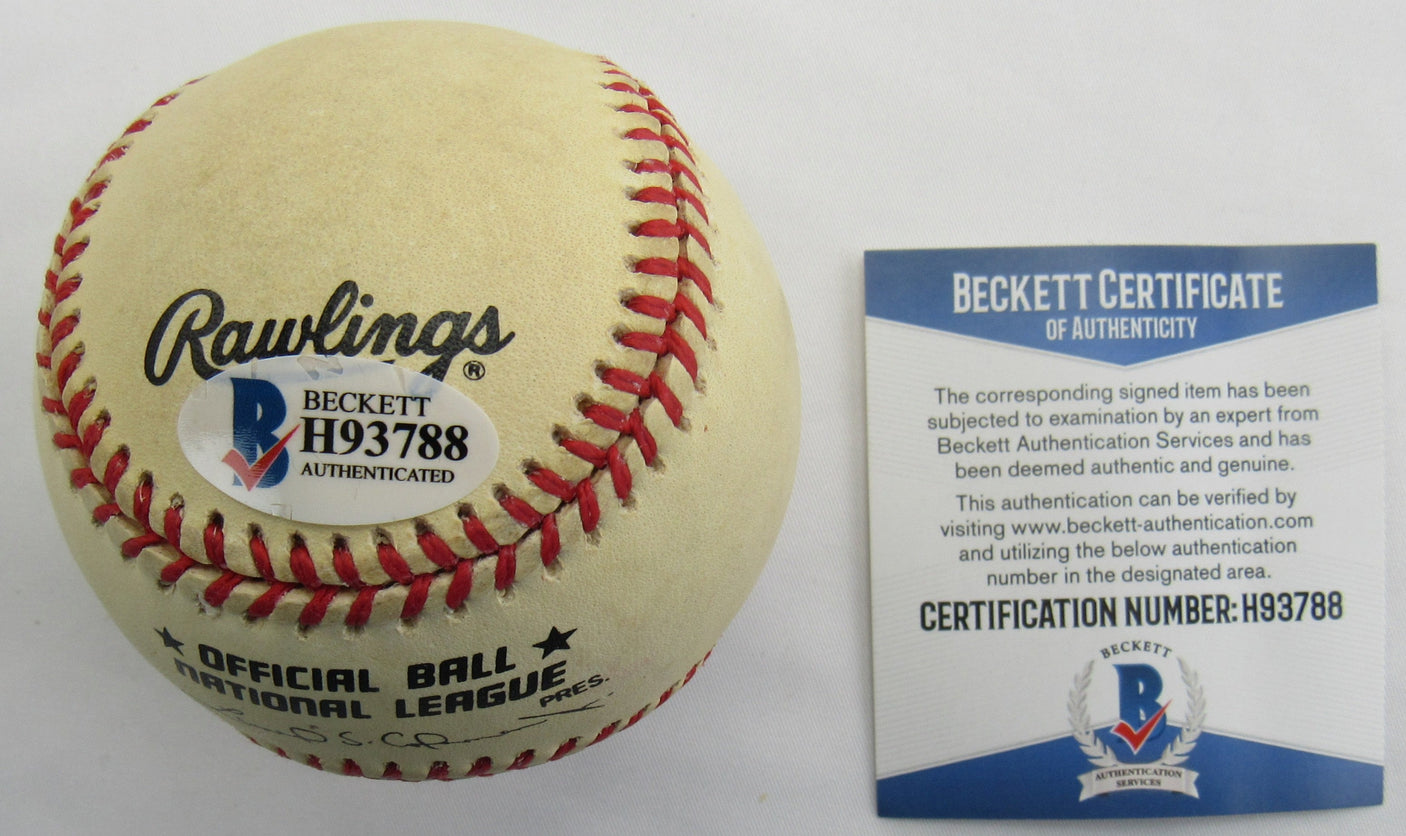 Rawlings®
BECKETT
H93788
AUTHENTICATED
★ OFFICIAL BALL ★
NATIONAL LEAGUE
PRES.
S. Coleman
BECKETT CERTIFICATE
OF AUTHENTICITY
The corresponding signed item has been
subjected to examination by an expert from
Beckett Authentication Services and has
been deemed authentic and genuine.
This authentication can be verified by
visiting www.beckett-authentication.com
and utilizing the below authentication
number in the designated area.
CERTIFICATION NUMBER: H93788
BECKETT
B
AUTHENTICATION
SERVICES